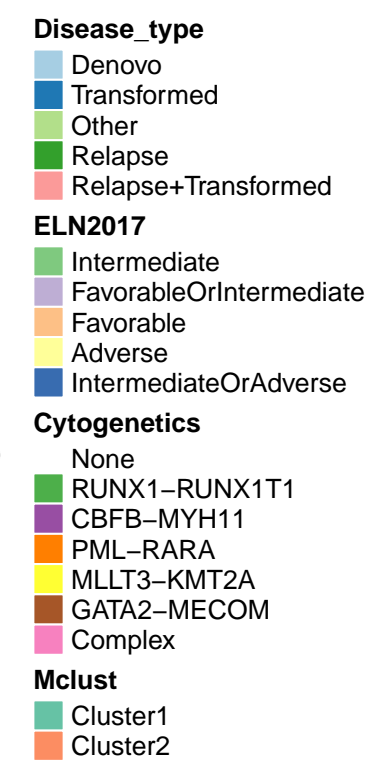 Disease_type
Denovo
Transformed
Other
Relapse
Relapse+Transformed
ELN2017
Intermediate
FavorableOrIntermediate
Favorable
Adverse
IntermediateOrAdverse
Cytogenetics
None
RUNX1−RUNX1T1
CBFB−MYH11
PML−RARA
MLLT3−KMT2A
GATA2−MECOM
Complex
Mclust
Cluster1
Cluster2